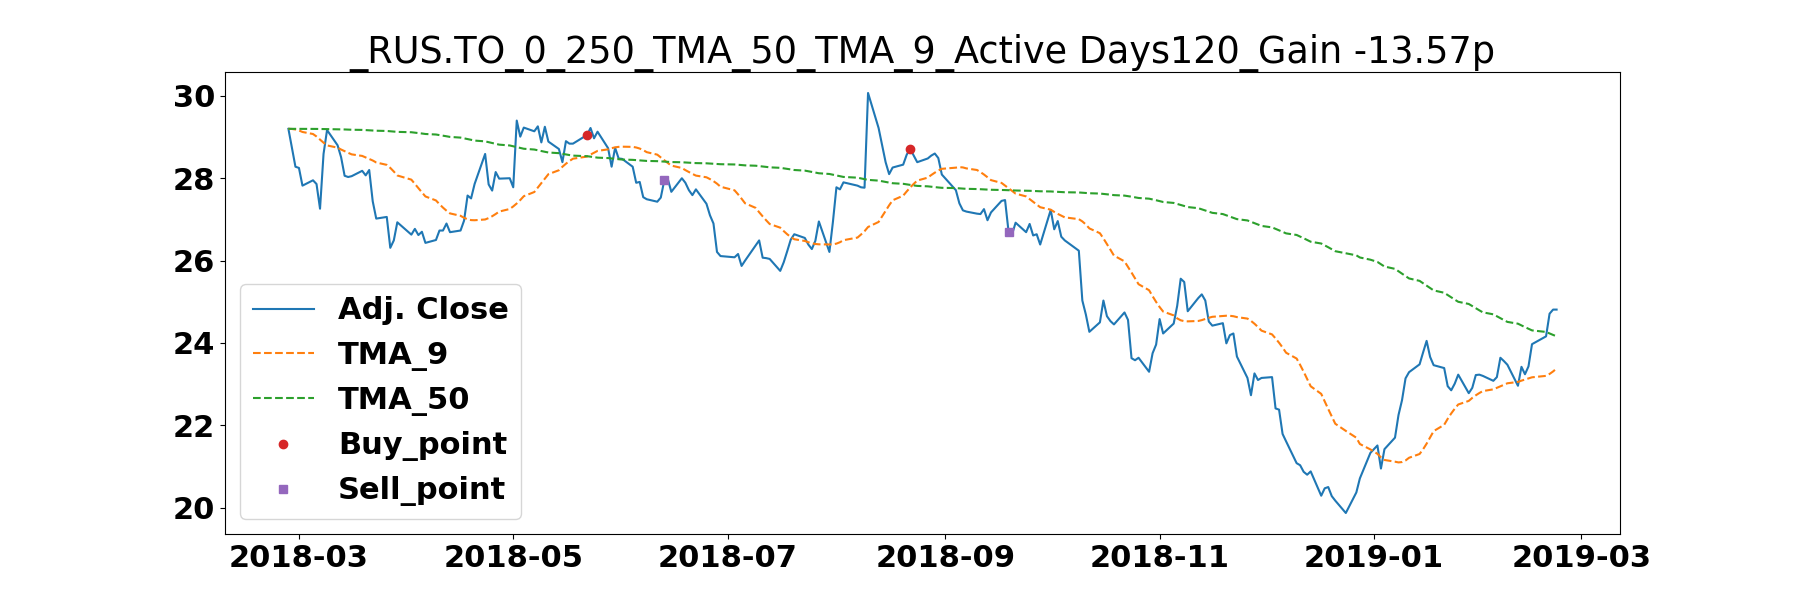 _RUS.TO_0_250_TMA_50_TMA_9_Active Days120_Gain -13.57p
30
28
26
24
22
20
Adj. Close
TMA_9
TMA_50
Buy_point
Sell_point
2018-03 2018-05 2018-07 2018-09 2018-11 2019-01 2019-03